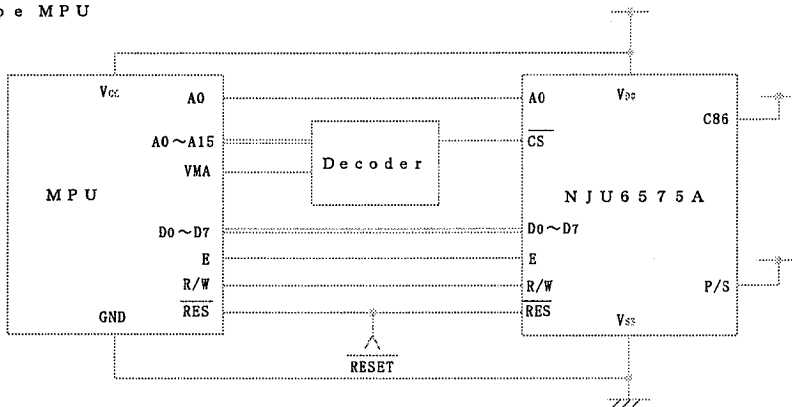 pe MPU
Vcc
A0
A0~A15
VMA
MPU
D0~D7
E
R/W
RES
GND
Decoder
RESET
A0
VDD
C86
CS
NJU6575A
D0~D7
E
R/W
P/S
RES
VSS